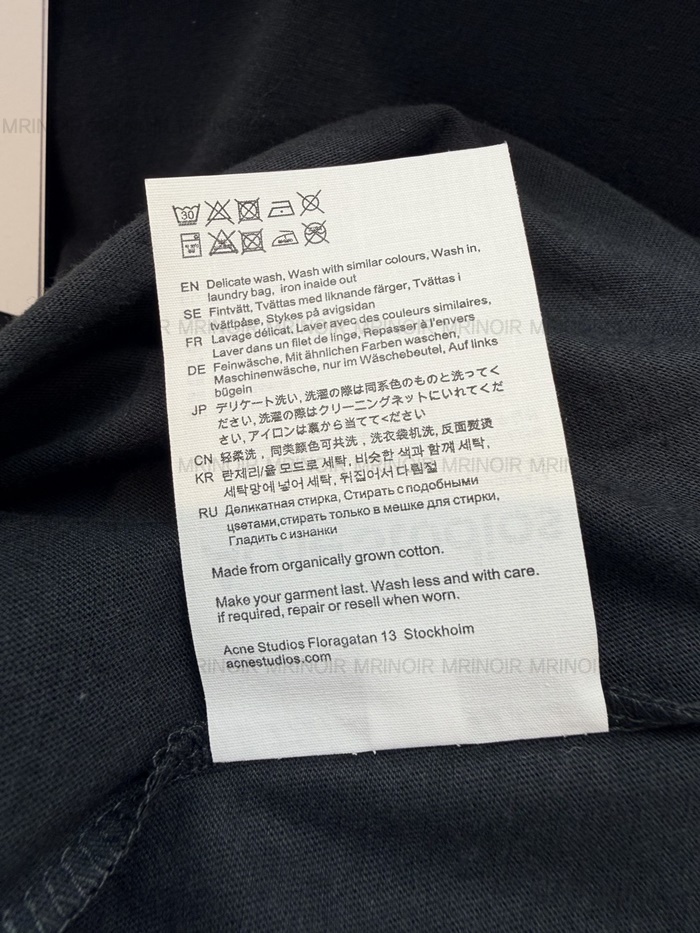 30
EN Delicate wash, Wash with similar colours, Wash in,
laundry bag, iron inaide out
SE Fintvätt, Tvättas med liknande färger, Tvättas i
tvättpåse, Stykes på avigsidan
FR Lavage délicat, Laver avec des couleurs similaires,
Laver dans un filet de linge, Repasser à l'envers
DE Feinwäsche, Mit ähnlichen Farben waschen,
Maschinenwäsche, nur im Wäschebeutel, Auf links
bügein
JP デリケート洗い, 洗濯の際は同系色のものと洗ってく
ださい, 洗濯の際はクリーニングネットにいれてくだ
さい, アイロンは裏から当てて<ださい
CN 轻柔洗, 同类颜色可共洗, 洗衣袋机洗, 反面熨烫
KR 란제리/울 모드로 세탁, 비슷한 색과 함께 세탁,
세탁망에 넣어 세탁, 뒤집어서 다림질
RU Деликатная стирка, Стирать с подобными
цветами,стирать только в мешке для стирки,
Гладить с изнанки
Made from organically grown cotton.
Make your garment last. Wash less and with care.
if required, repair or resell when worn.
Acne Studios Floragatan 13 Stockholm
acnestudios.com
MRINOIR MRINOIR MRINOIR MRINOIR